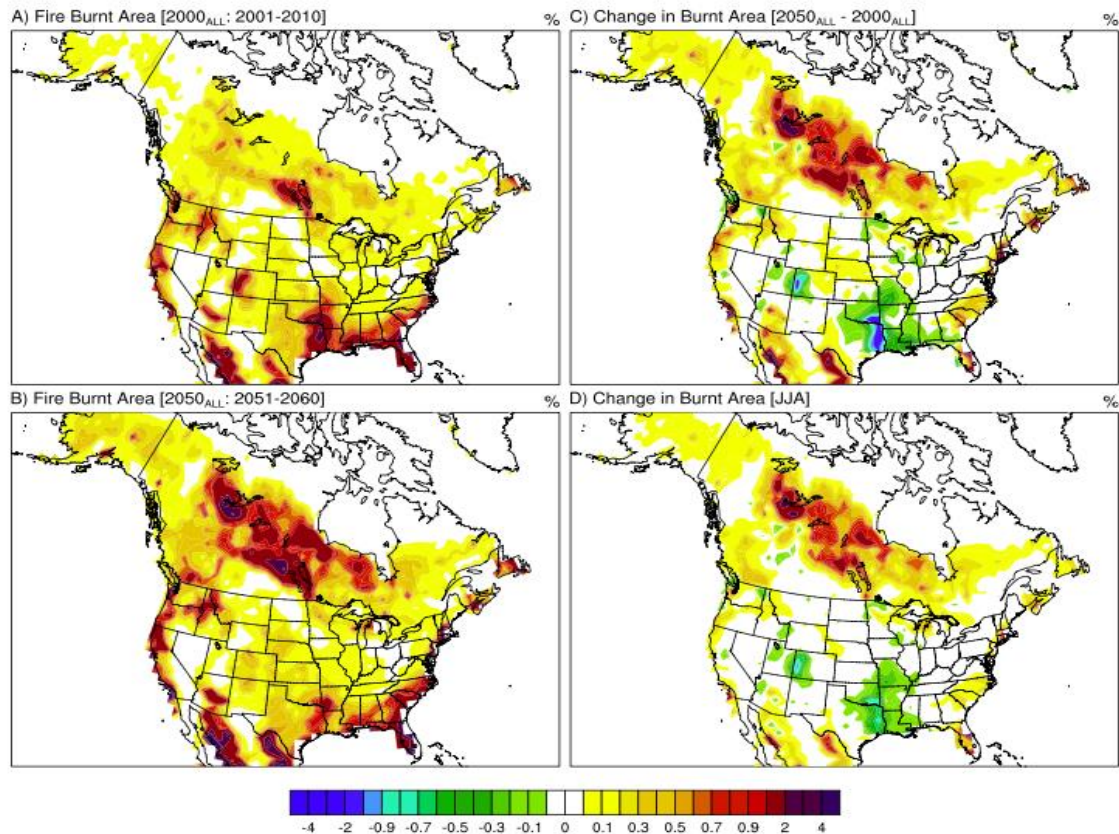 A) Fire Burnt Area [2000ALL: 2001-2010] %
C) Change in Burnt Area [2050ALL - 2000ALL] %
B) Fire Burnt Area [2050ALL: 2051-2060] %
D) Change in Burnt Area [JJA] %
-4 -2 -0.9 -0.7 -0.5 -0.3 -0.1 0 0.1 0.3 0.5 0.7 0.9 2 4